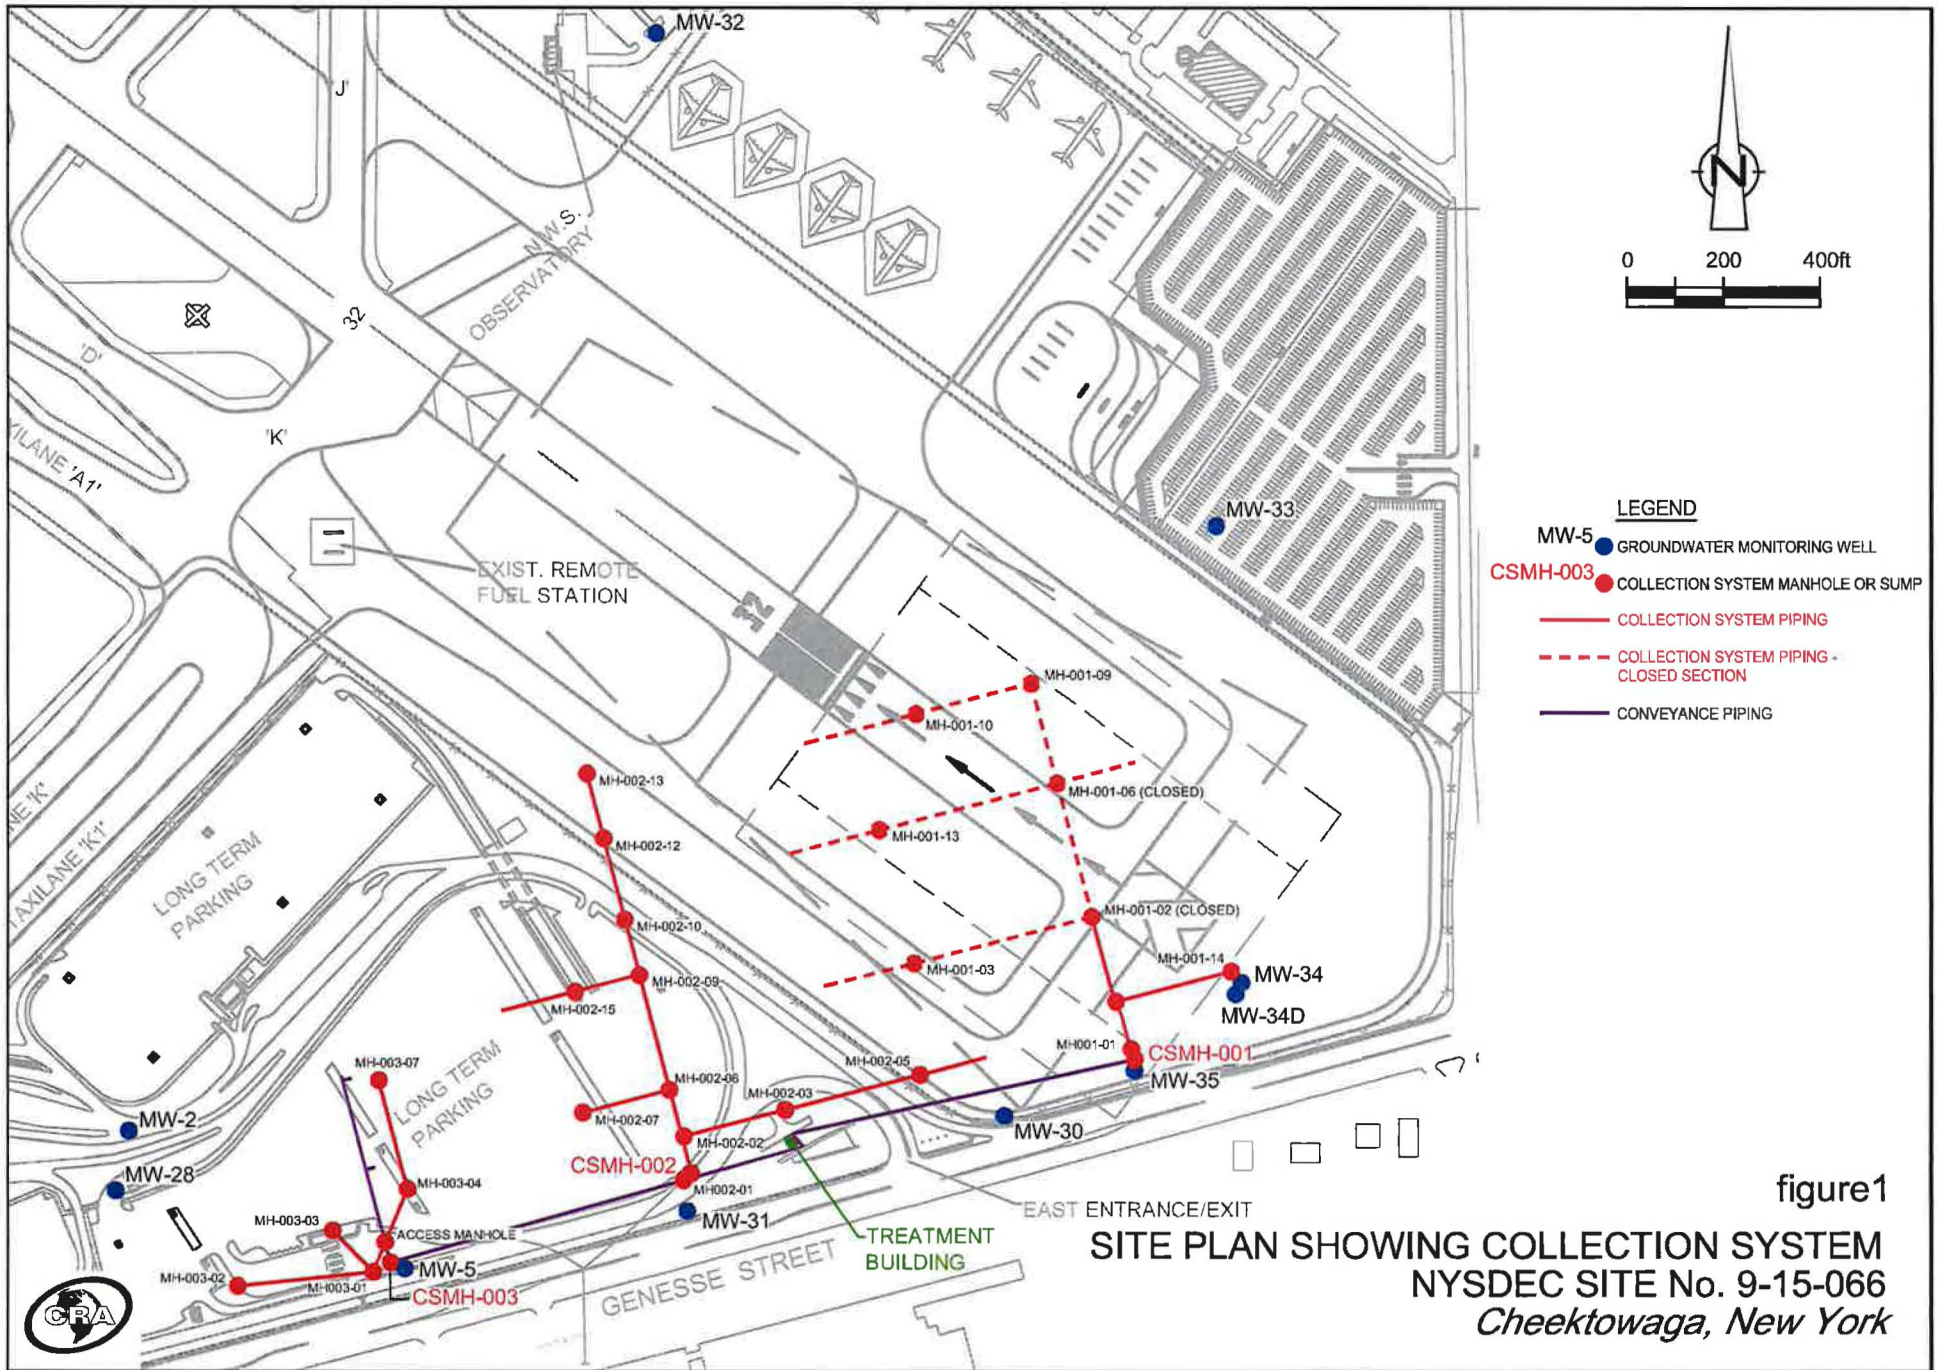 MW-32
'J'
N
0 200 400ft
N.W.S.
OBSERVATORY
32
'D'
'K'
TAXILANE 'A1'
MW-33
LEGEND
MW-5 GROUNDWATER MONITORING WELL
CSMH-003 COLLECTION SYSTEM MANHOLE OR SUMP
COLLECTION SYSTEM PIPING
COLLECTION SYSTEM PIPING -
CLOSED SECTION
CONVEYANCE PIPING
EXIST. REMOTE
FUEL STATION
32
MH-001-09
MH-001-10
MH-002-13
MH-001-06 (CLOSED)
MH-001-13
MH-002-12
'K'
TAXILANE 'K1'
LONG TERM
PARKING
MH-002-10
MH-001-02 (CLOSED)
MH-001-14
MH-001-03
MH-002-09
MW-34
MH-002-15
MW-34D
MH001-01
CSMH-001
MH-002-05
MH-003-07
MW-35
MH-002-06
LONG TERM
PARKING
MH-002-03
MH-002-07
MW-2
MW-30
MH-002-02
CSMH-002
MW-28
MH-003-04
MH002-01
figure1
MW-31
EAST ENTRANCE/EXIT
MH-003-03
ACCESS MANHOLE
TREATMENT
BUILDING
SITE PLAN SHOWING COLLECTION SYSTEM
NYSDEC SITE No. 9-15-066
Cheektowaga, New York
MW-5
MH-003-02
MH003-01
CSMH-003
GENESSE STREET
CRA